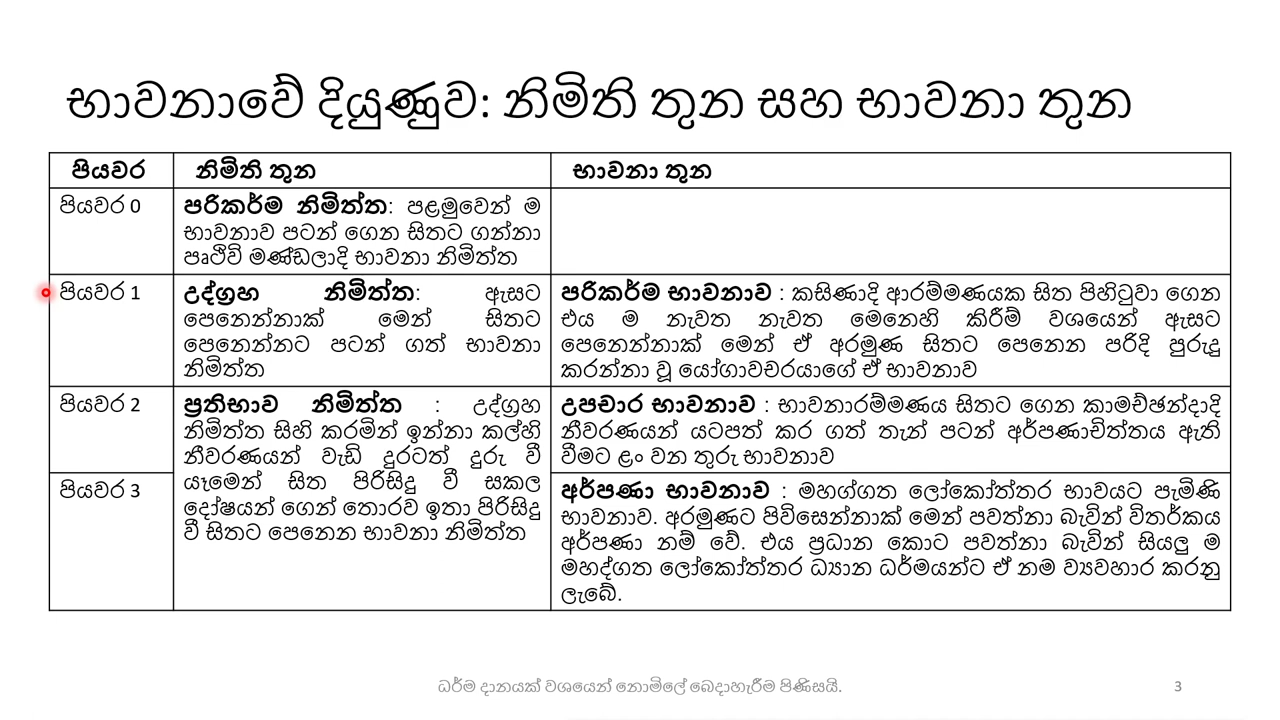 භාවනාවේ දියුණුව: නිමිති තුන සහ භාවනා තුන
පියවර
නිමිති තුන
භාවනා තුන
පියවර 0
පරිකර්ම නිමිත්ත: පළමුවෙන් ම
භාවනාව පටන් ගෙන සිතට ගන්නා
පෘථිවි මණ්ඩලාදි භාවනා නිමිත්ත
පියවර 1
උද්ග්‍රහ නිමිත්ත: ඇසට
පෙනෙන්නාක් මෙන් සිතට
පෙනෙන්නට පටන් ගත් භාවනා
නිමිත්ත
පරිකර්ම භාවනාව : කසිණාදි ආරම්මණයක සිත පිහිටුවා ගෙන
එය ම නැවත නැවත මෙනෙහි කිරීම් වශයෙන් ඇසට
පෙනෙන්නාක් මෙන් ඒ අරමුණ සිතට පෙනෙන පරිදි පුරුදු
කරන්නා වූ යෝගාවචරයාගේ ඒ භාවනාව
පියවර 2
ප්‍රතිභාව නිමිත්ත : උද්ග්‍රහ
නිමිත්ත සිහි කරමින් ඉන්නා කල්හි
නීවරණයන් වැඩි දුරටත් දුරු වී
යෑමෙන් සිත පිරිසිදු වී සකල
දෝෂයන් ගෙන් තොරව ඉතා පිරිසිදු
වී සිතට පෙනෙන භාවනා නිමිත්ත
උපචාර භාවනාව : භාවනාරම්මණය සිතට ගෙන කාමච්ඡන්දාදි
නීවරණයන් යටපත් කර ගත් තැන් පටන් අර්පණාචිත්තය ඇති
වීමට ළං වන තුරු භාවනාව
පියවර 3
අර්පණා භාවනාව : මහග්ගත ලෝකෝත්තර භාවයට පැමිණි
භාවනාව. අරමුණට පිවිසෙන්නාක් මෙන් පවත්නා බැවින් විතර්කය
අර්පණා නම් වේ. එය ප්‍රධාන කොට පවත්නා බැවින් සියලු ම
මහද්ගත ලෝකෝත්තර ධ්‍යාන ධර්මයන්ට ඒ නම ව්‍යවහාර කරනු
ලැබේ.
ධර්ම දානයක් වශයෙන් නොමිලේ බෙදාහැරීම පිණිසයි.
3